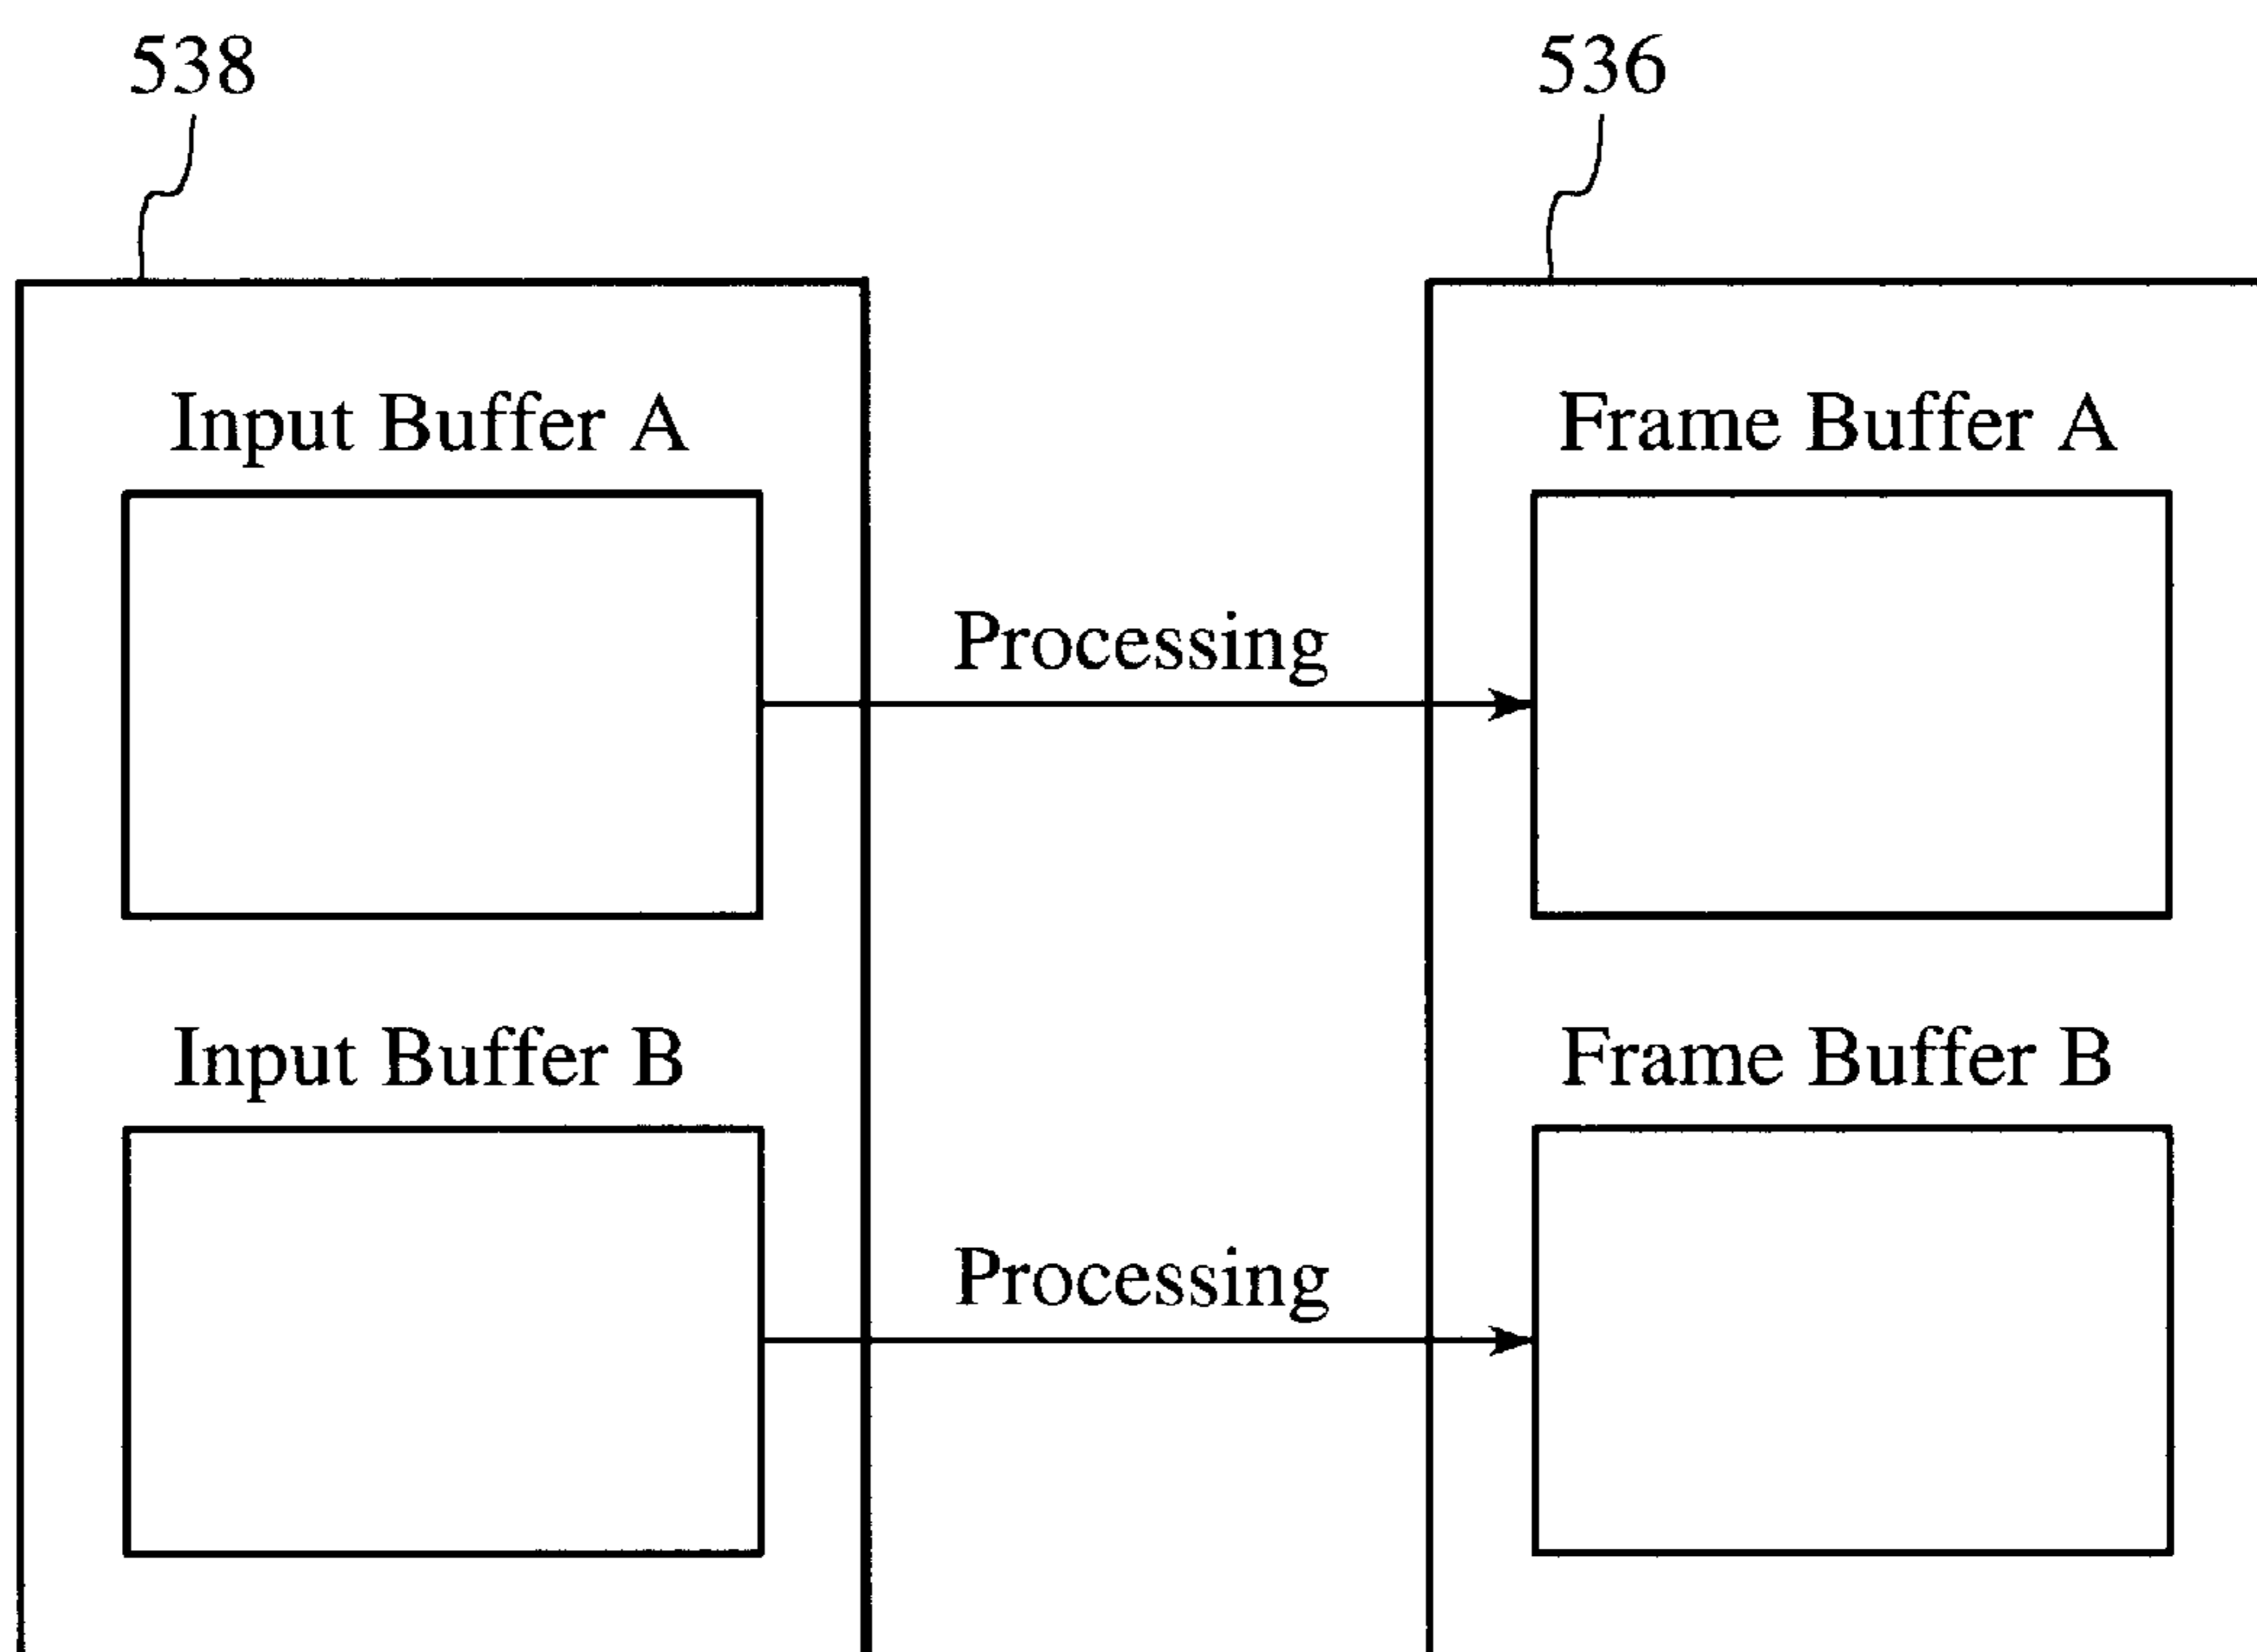 538
536
Input Buffer A
Frame Buffer A
Processing
Input Buffer B
Frame Buffer B
Processing